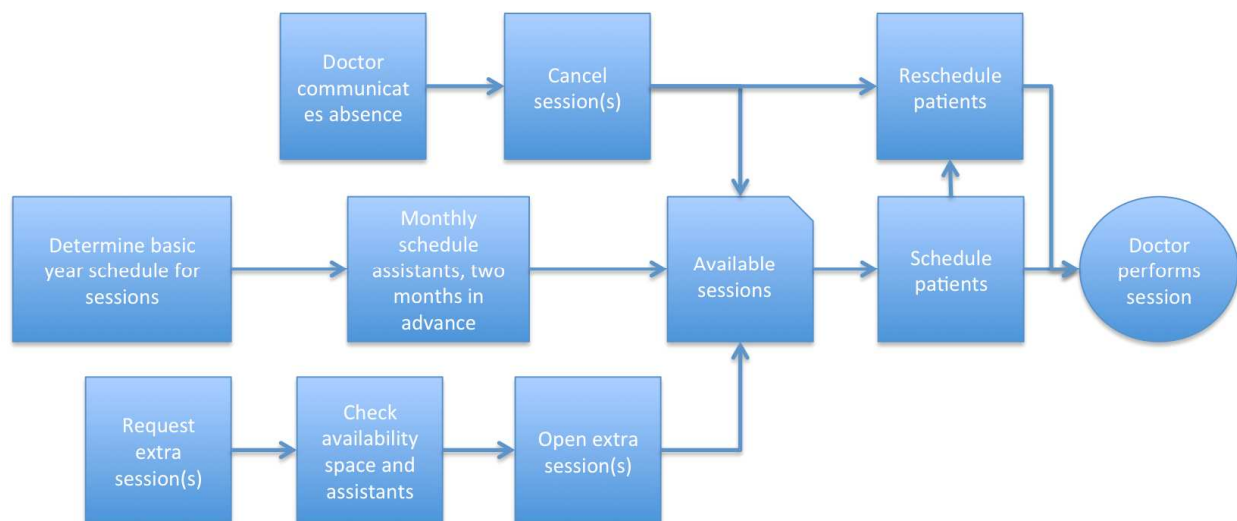 Doctor
communicat
es absence
Cancel
session(s)
Reschedule
patients
Determine basic
year schedule for
sessions
Monthly
schedule
assistants, two
months in
advance
Available
sessions
Schedule
patients
Doctor
performs
session
Request
extra
session(s)
Check
availability
space and
assistants
Open extra
session(s)